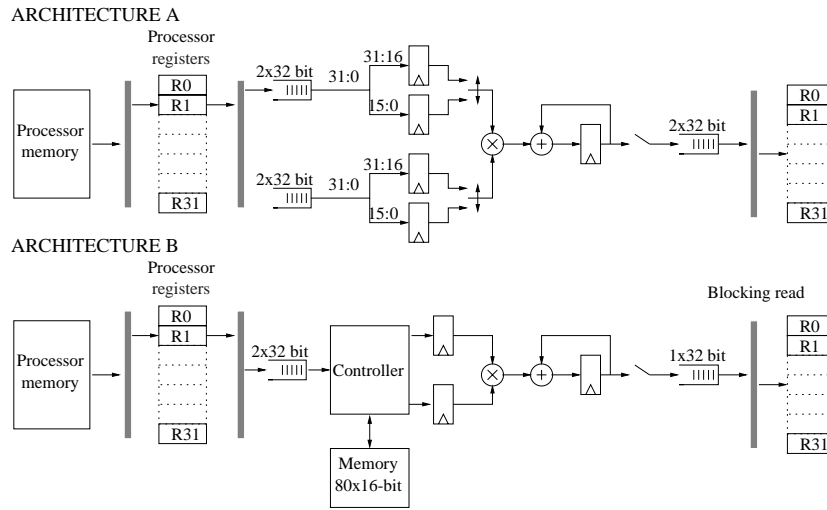 ARCHITECTURE A
Processor
registers
R0
R1
R31
Processor
memory
2x32 bit
31:0
31:16
15:0
2x32 bit
31:0
31:16
15:0
×
+
2x32 bit
R0
R1
R31
ARCHITECTURE B
Processor
registers
R0
R1
R31
Processor
memory
2x32 bit
Controller
Memory
80x16-bit
×
+
1x32 bit
Blocking read
R0
R1
R31